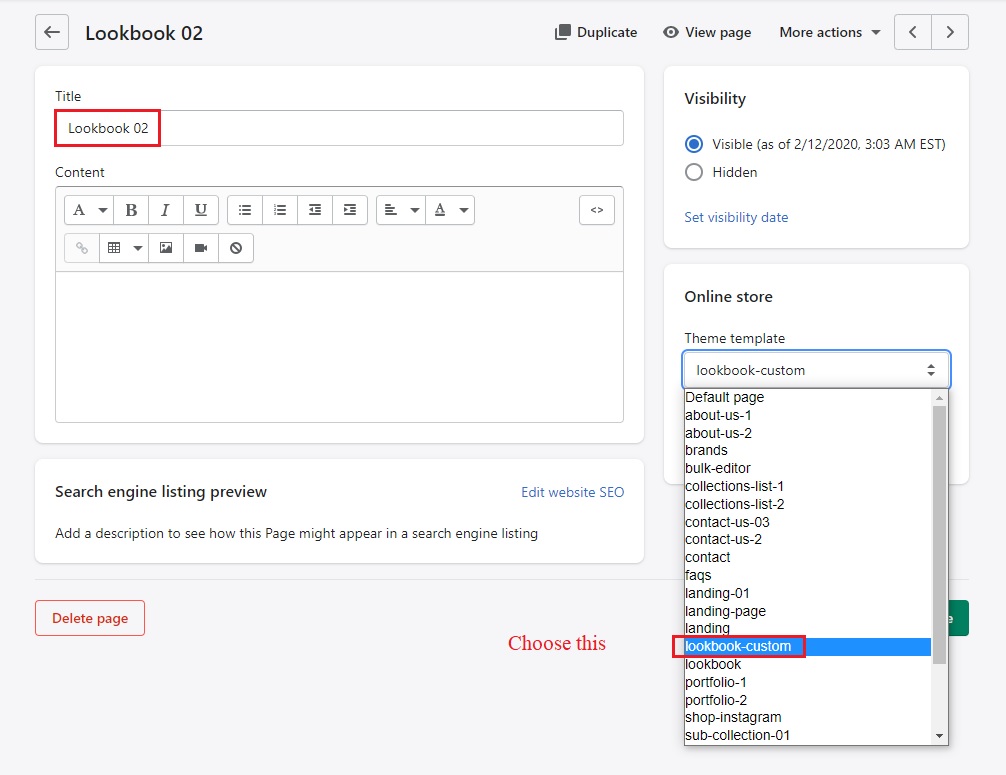 Lookbook 02
Duplicate
View page
More actions
Title
Lookbook 02
Content
A
B
I
U
A
<>
Visibility
Visible (as of 2/12/2020, 3:03 AM EST)
Hidden
Set visibility date
Online store
Theme template
lookbook-custom
Default page
about-us-1
about-us-2
brands
bulk-editor
collections-list-1
collections-list-2
contact-us-03
contact-us-2
contact
faqs
landing-01
landing-page
landing
lookbook-custom
lookbook
portfolio-1
portfolio-2
shop-instagram
sub-collection-01
Search engine listing preview
Edit website SEO
Add a description to see how this Page might appear in a search engine listing
Delete page
Choose this